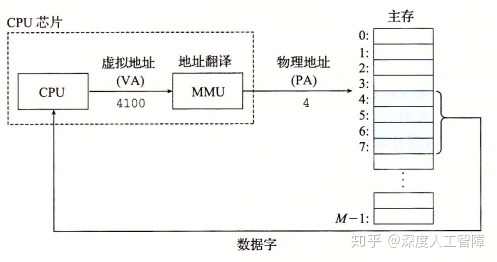 CPU 芯片
主存
虚拟地址
(VA)
地址翻译
物理地址
(PA)
CPU
4100
MMU
4
0:
1:
2:
3:
4:
5:
6:
7:
⋮
M−1:
数据字
知乎 @深度人工智障